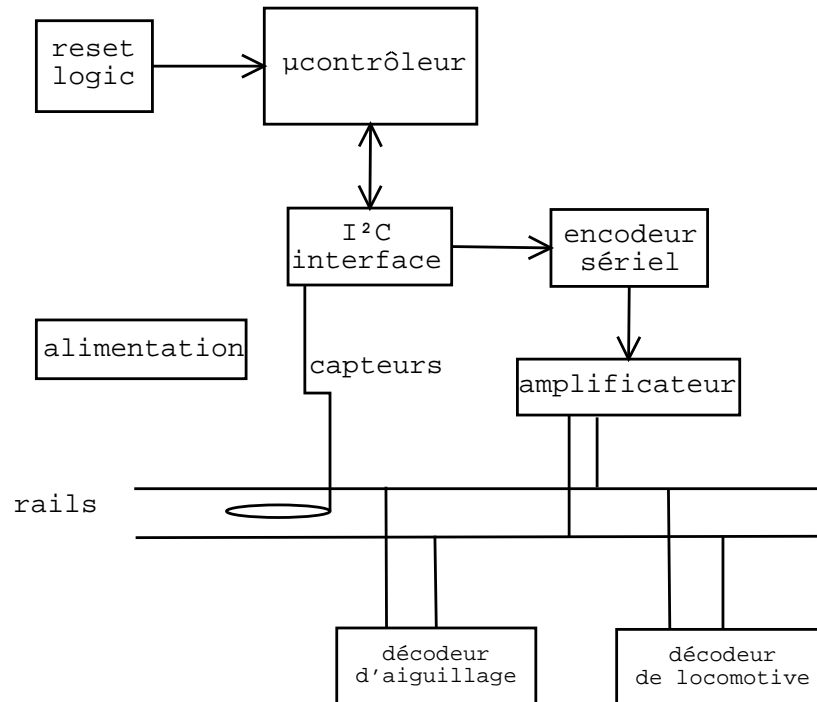 reset
logic
µcontrôleur
I²C
interface
encodeur
sériel
alimentation
capteurs
amplificateur
rails
décodeur
d'aiguillage
décodeur
de locomotive